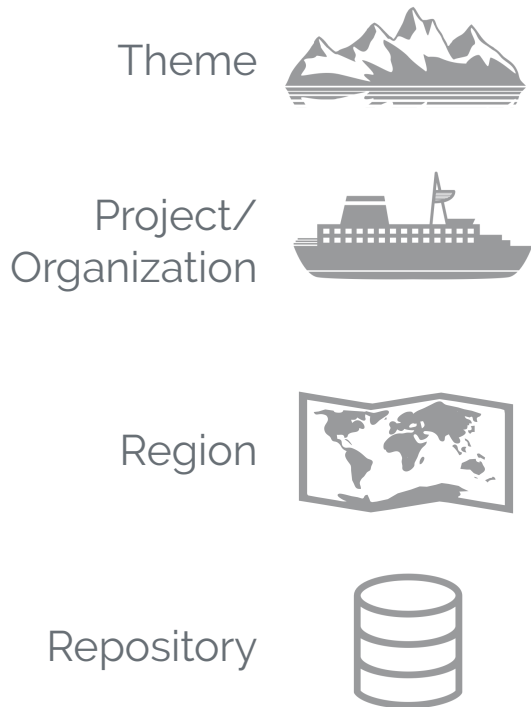 Theme
Project/
Organization
Region
Repository